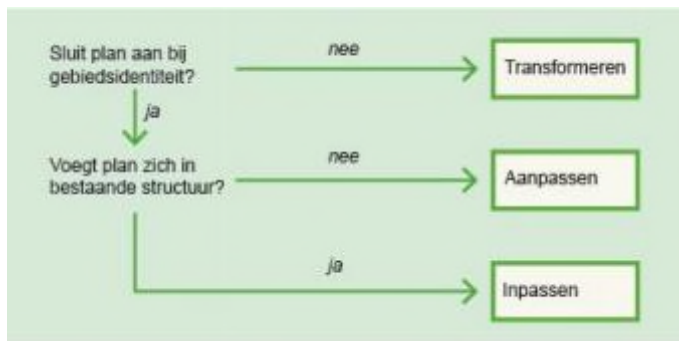 Sluit plan aan bij
gebiedsidentiteit?
nee
Transformeren
ja
Voegt plan zich in
bestaande structuur?
nee
Aanpassen
ja
Inpassen